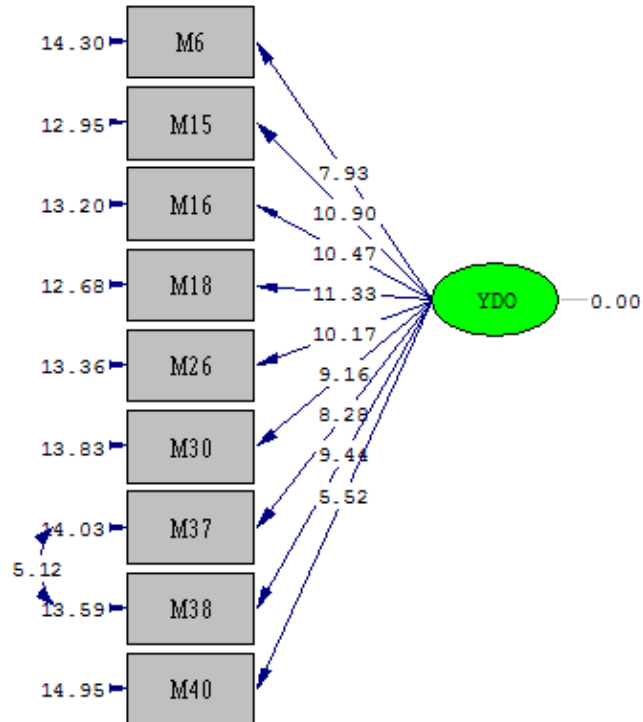 14.30 M6
12.95 M15
13.20 M16
12.68 M18
13.36 M26
13.83 M30
14.03 M37
13.59 M38
14.95 M40
5.12
7.93
10.90
10.47
11.33
10.17
9.16
8.28
9.44
5.52
YDO 0.00